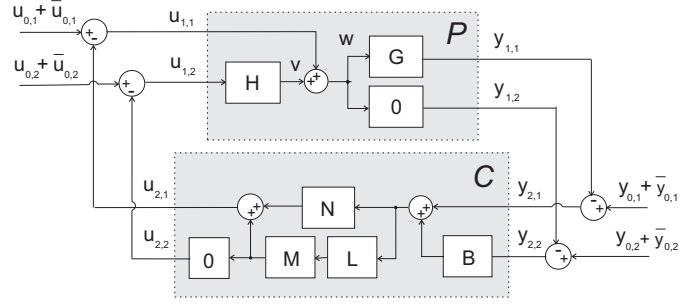 u0,1 + ū0,1
u1,1
P
y1,1
w
G
u0,2 + ū0,2
u1,2
H
v
0
y1,2
C
u2,1
N
y2,1
y0,1 + ȳ0,1
u2,2
0
M
L
B
y2,2
y0,2 + ȳ0,2